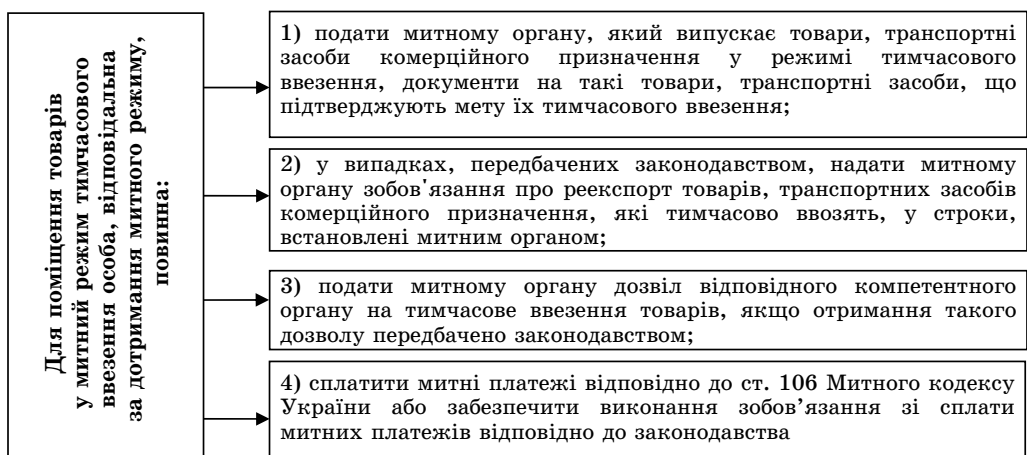 Для поміщення товарів
у митний режим тимчасового
ввезення особа, відповідальна
за дотримання митного режиму,
повинна:
1) подати митному органу, який випускає товари, транспортні
засоби комерційного призначення у режимі тимчасового
ввезення, документи на такі товари, транспортні засоби, що
підтверджують мету їх тимчасового ввезення;
2) у випадках, передбачених законодавством, надати митному
органу зобов'язання про реекспорт товарів, транспортних засобів
комерційного призначення, які тимчасово ввозять, у строки,
встановлені митним органом;
3) подати митному органу дозвіл відповідного компетентного
органу на тимчасове ввезення товарів, якщо отримання такого
дозволу передбачено законодавством;
4) сплатити митні платежі відповідно до ст. 106 Митного кодексу
України або забезпечити виконання зобов’язання зі сплати
митних платежів відповідно до законодавства